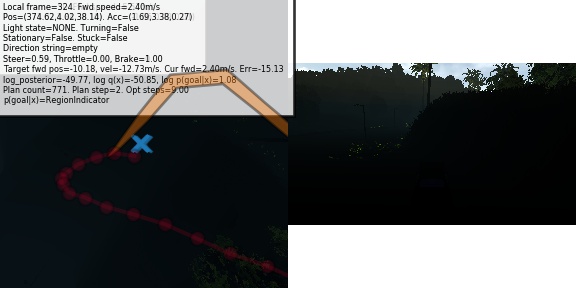 Local frame=324: Fwd speed=2.40m/s
Pos=(374.62,4.02,38.14). Acc=(1.69,3.38,0.27)
Light state=NONE. Turning=False
Stationary=False. Stuck=False
Direction string=empty
Steer=0.59, Throttle=0.00, Brake=1.00
Target fwd pos=-10.18, vel=-12.73m/s. Cur fwd=2.40m/s. Err=-15.13
log_posterior=-49.77, log q(x)=-50.85, log p(goal|x)=1.08
Plan count=771. Plan step=2. Opt steps=9.00
p(goal|x)=RegionIndicator